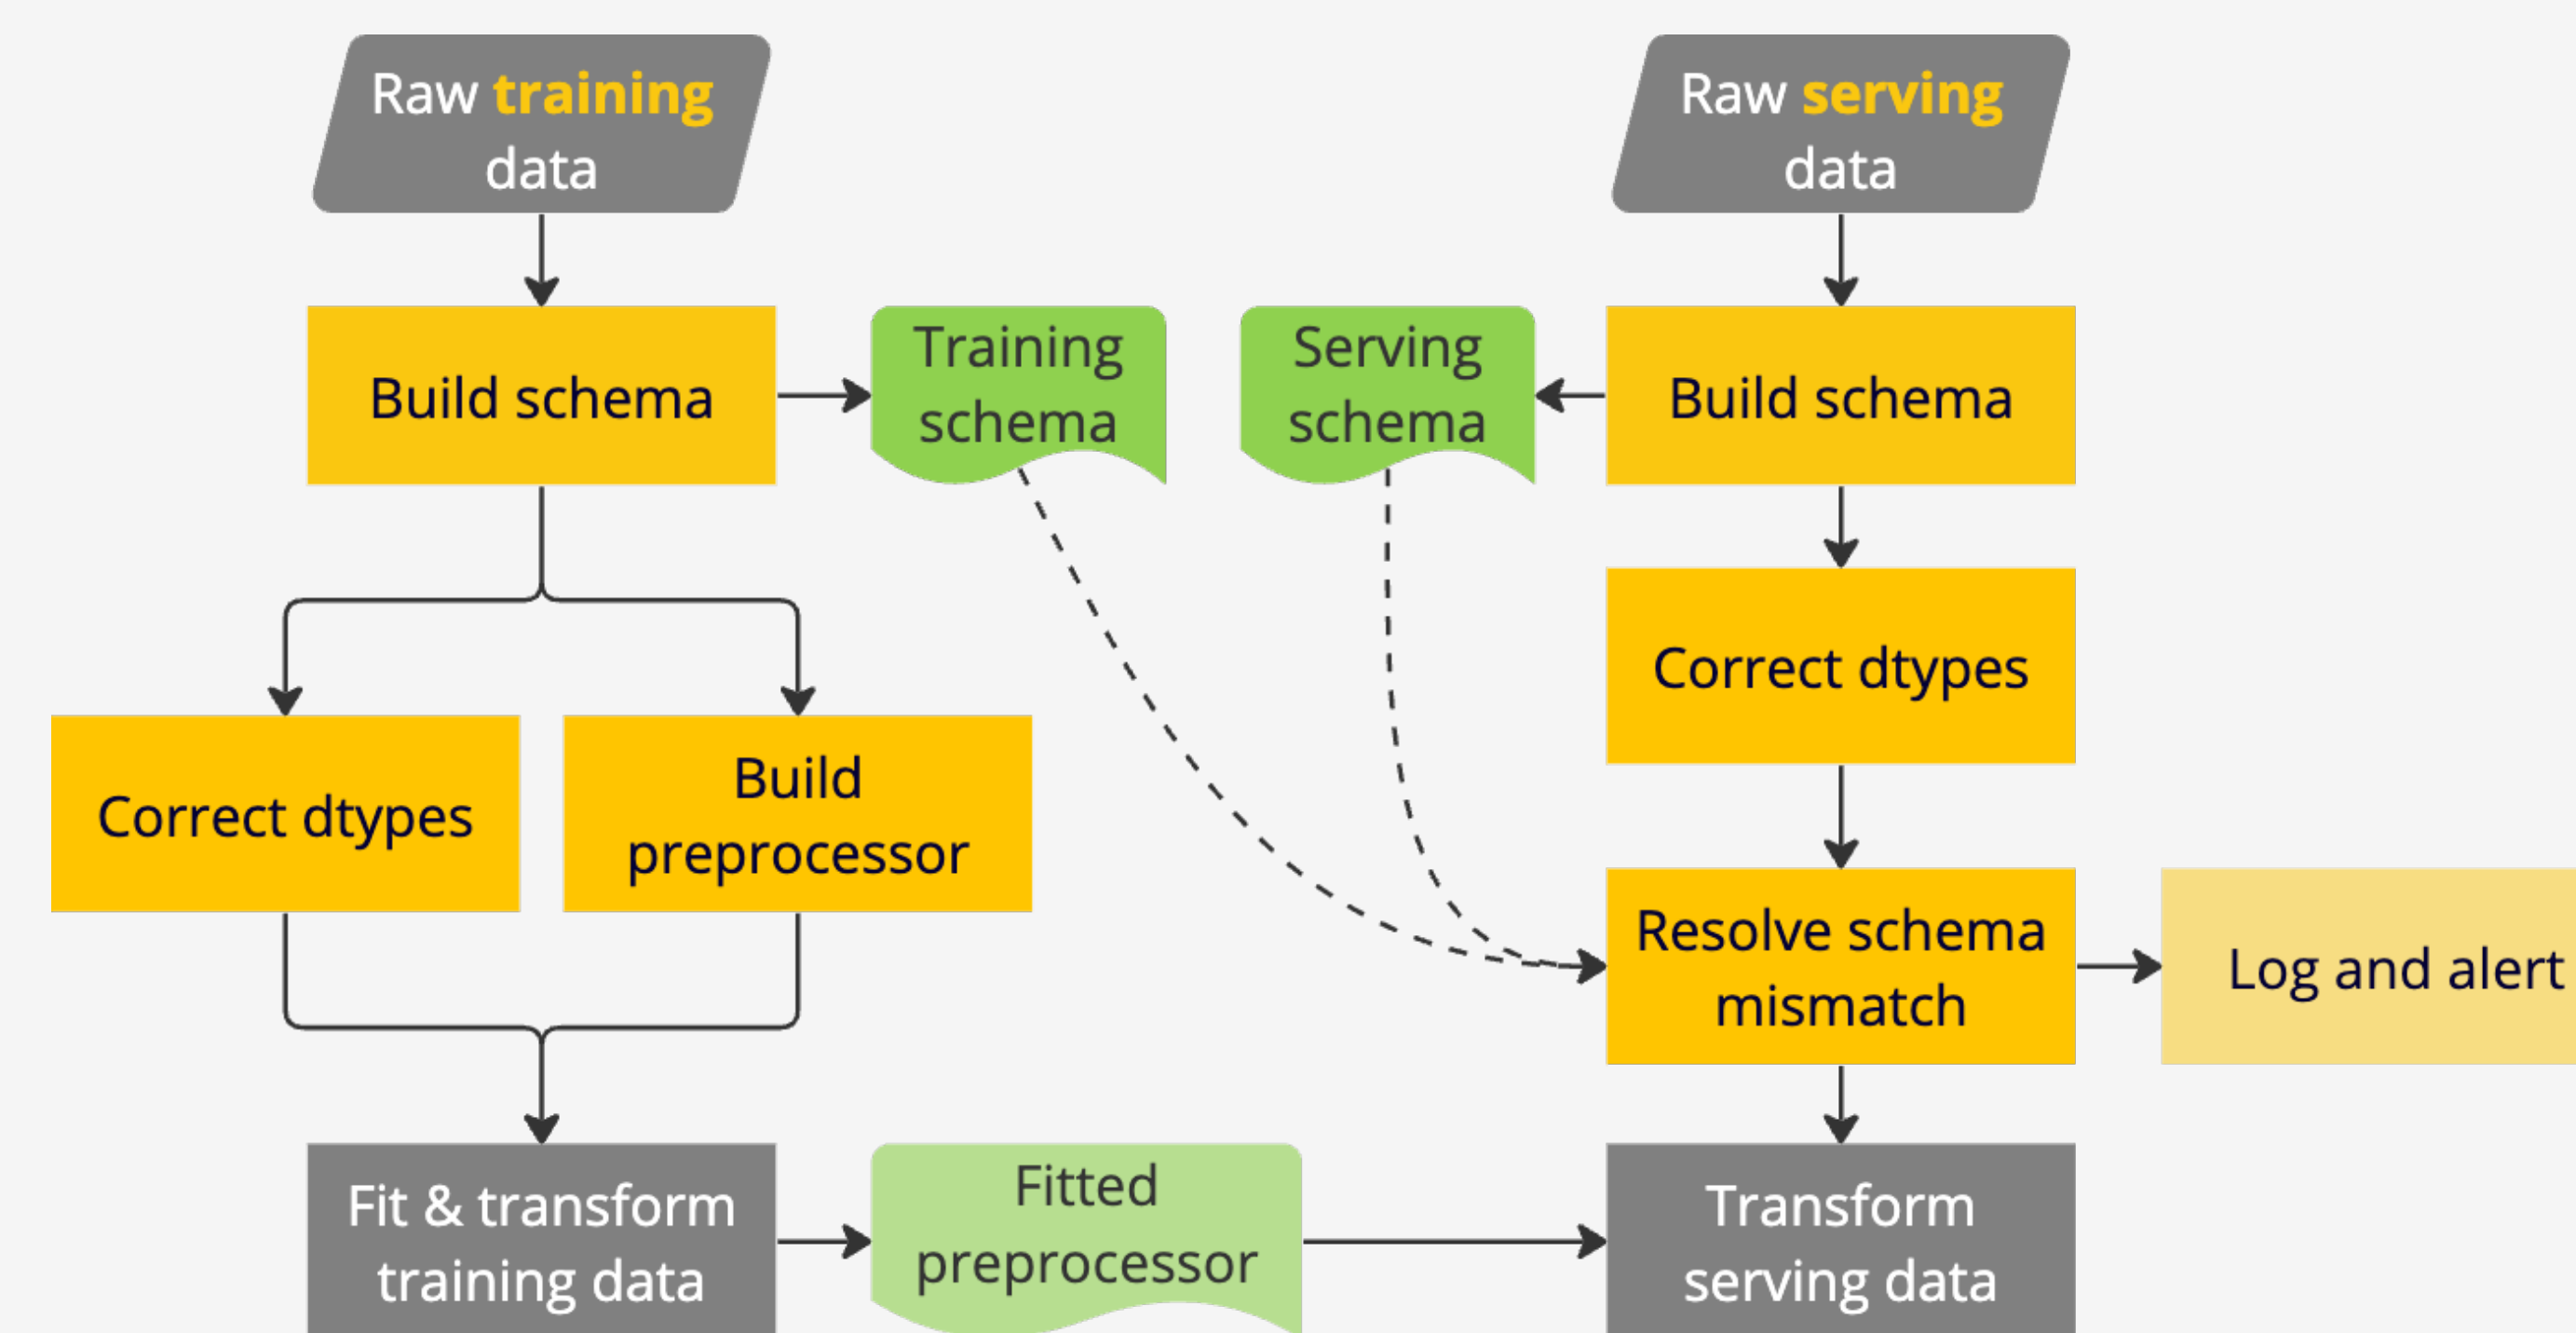 Raw training
data
Raw serving
data
Build schema
Training
schema
Serving
schema
Build schema
Correct dtypes
Correct dtypes
Build
preprocessor
Resolve schema
mismatch
Log and alert
Fit & transform
training data
Fitted
preprocessor
Transform
serving data